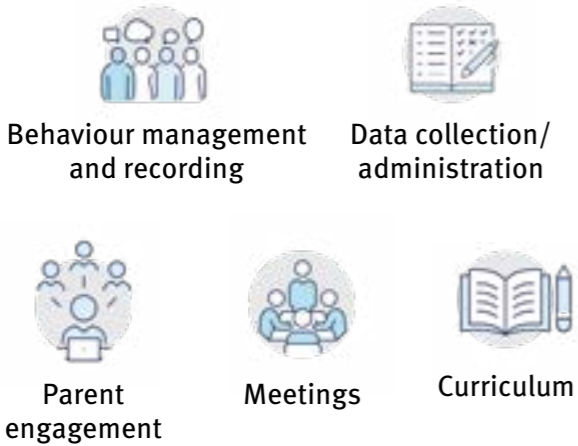 Behaviour management
and recording
Data collection/
administration
Parent
engagement
Meetings
Curriculum